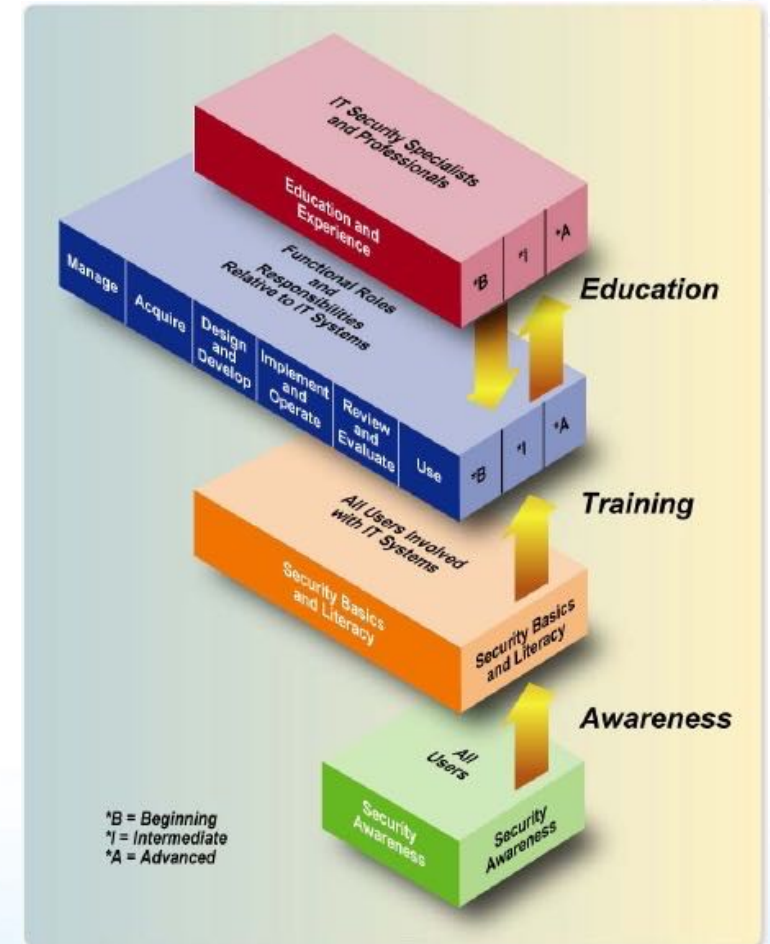 IT Security Specialists
and Professionals
Education and
Experience
*B
*I
*A
Education
Functional Roles
and
Responsibilities
Relative to IT Systems
Manage
Acquire
Design
and
Develop
Implement
and
Operate
Review
and
Evaluate
Use
*B
*I
*A
Training
All Users Involved
with IT Systems
Security Basics
and Literacy
Security Basics
and Literacy
Awareness
All
Users
Security
Awareness
Security
Awareness
*B = Beginning
*I = Intermediate
*A = Advanced